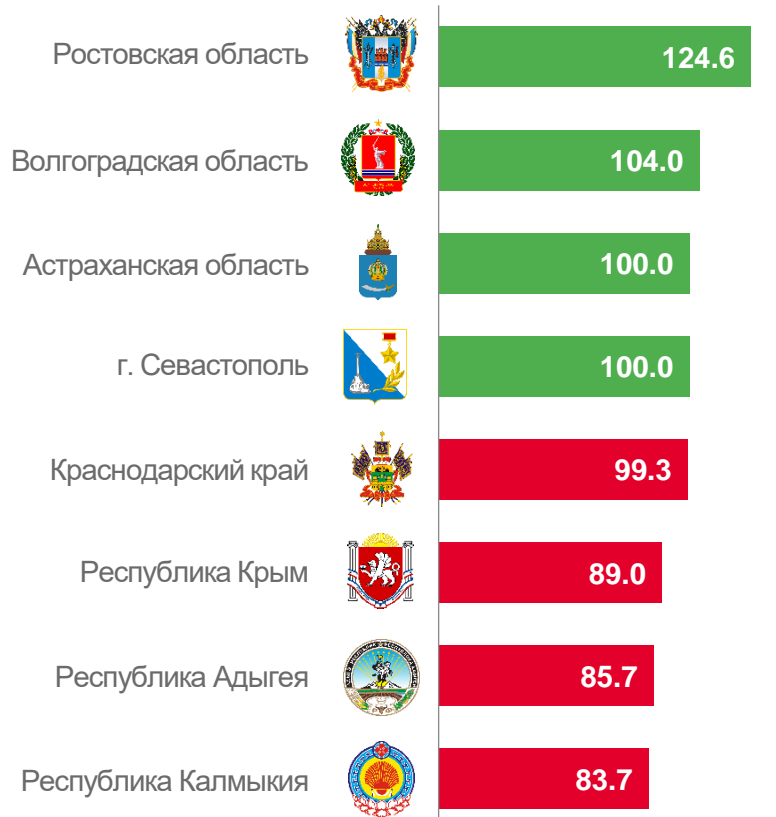 Ростовская область 124.6
Волгоградская область 104.0
Астраханская область 100.0
г. Севастополь 100.0
Краснодарский край 99.3
Республика Крым 89.0
Республика Адыгея 85.7
Республика Калмыкия 83.7